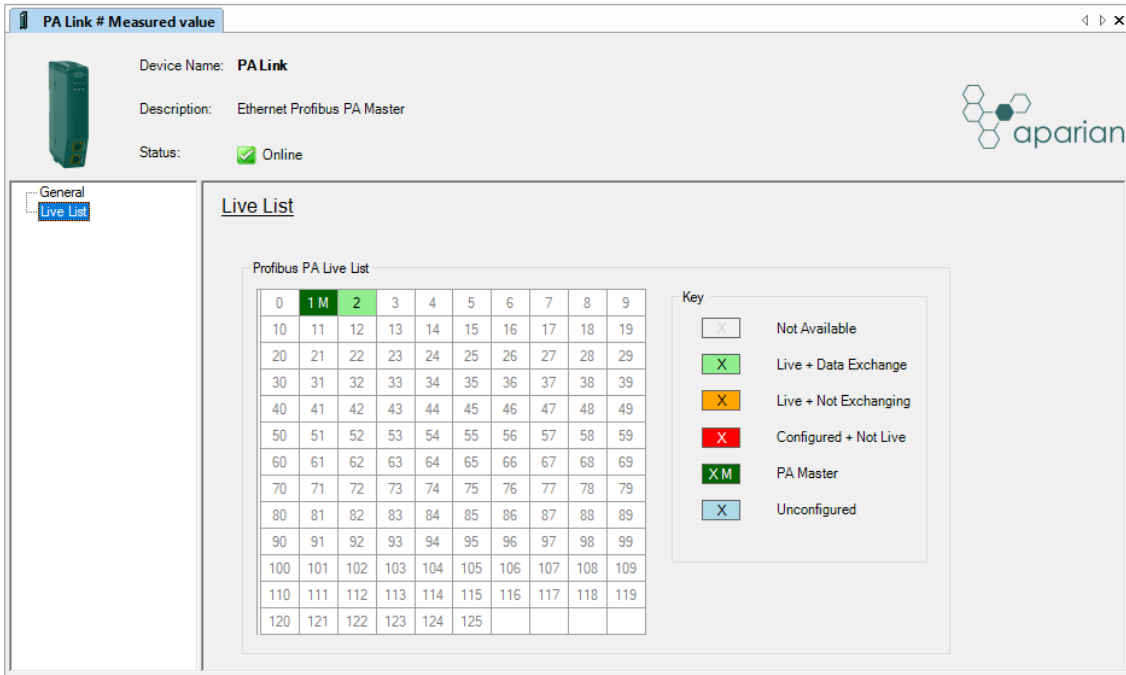 PA Link # Measured value
Device Name: PA Link
Description: Ethernet Profibus PA Master
Status: Online
aparian
General
Live List
Live List
Profibus PA Live List
0 1 M 2 3 4 5 6 7 8 9
10 11 12 13 14 15 16 17 18 19
20 21 22 23 24 25 26 27 28 29
30 31 32 33 34 35 36 37 38 39
40 41 42 43 44 45 46 47 48 49
50 51 52 53 54 55 56 57 58 59
60 61 62 63 64 65 66 67 68 69
70 71 72 73 74 75 76 77 78 79
80 81 82 83 84 85 86 87 88 89
90 91 92 93 94 95 96 97 98 99
100 101 102 103 104 105 106 107 108 109
110 111 112 113 114 115 116 117 118 119
120 121 122 123 124 125
Key
X Not Available
X Live + Data Exchange
X Live + Not Exchanging
X Configured + Not Live
X M PA Master
X Unconfigured